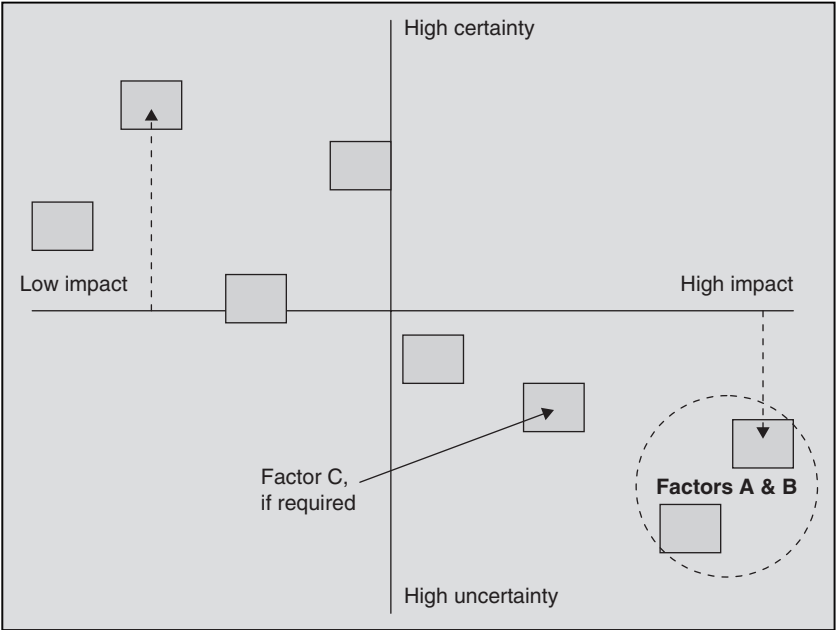 High certainty
Low impact
High impact
Factor C,
if required
Factors A & B
High uncertainty